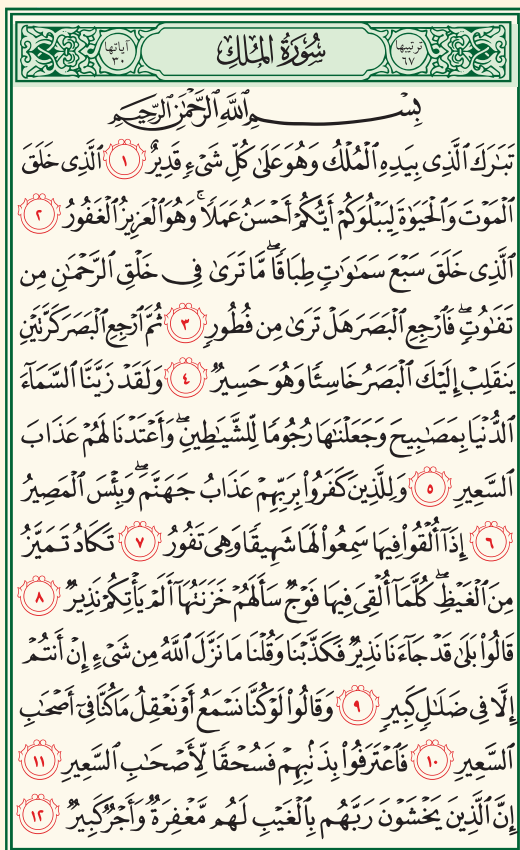 ترتيبها ٦٧ سُورَةُ المُلكِ آياتها ٣٠
بِسْمِ ٱللَّهِ ٱلرَّحْمَٰنِ ٱلرَّحِيمِ
تَبَٰرَكَ ٱلَّذِى بِيَدِهِ ٱلْمُلْكُ وَهُوَ عَلَىٰ كُلِّ شَىْءٍ قَدِيرٌ ١ ٱلَّذِى خَلَقَ
ٱلْمَوْتَ وَٱلْحَيَوٰةَ لِيَبْلُوَكُمْ أَيُّكُمْ أَحْسَنُ عَمَلًا ۚ وَهُوَ ٱلْعَزِيزُ ٱلْغَفُورُ ٢
ٱلَّذِى خَلَقَ سَبْعَ سَمَٰوَٰتٍ طِبَاقًا ۖ مَّا تَرَىٰ فِى خَلْقِ ٱلرَّحْمَٰنِ مِن
تَفَٰوُتٍ ۖ فَٱرْجِعِ ٱلْبَصَرَ هَلْ تَرَىٰ مِن فُطُورٍ ٣ ثُمَّ ٱرْجِعِ ٱلْبَصَرَ كَرَّتَيْنِ
يَنقَلِبْ إِلَيْكَ ٱلْبَصَرُ خَاسِئًا وَهُوَ حَسِيرٌ ٤ وَلَقَدْ زَيَّنَّا ٱلسَّمَآءَ
ٱلدُّنْيَا بِمَصَٰبِيحَ وَجَعَلْنَٰهَا رُجُومًا لِّلشَّيَٰطِينِ ۖ وَأَعْتَدْنَا لَهُمْ عَذَابَ
ٱلسَّعِيرِ ٥ وَلِلَّذِينَ كَفَرُوا۟ بِرَبِّهِمْ عَذَابُ جَهَنَّمَ ۖ وَبِئْسَ ٱلْمَصِيرُ
٦ إِذَآ أُلْقُوا۟ فِيهَا سَمِعُوا۟ لَهَا شَهِيقًا وَهِىَ تَفُورُ ٧ تَكَادُ تَمَيَّزُ
مِنَ ٱلْغَيْظِ ۖ كُلَّمَآ أُلْقِىَ فِيهَا فَوْجٌ سَأَلَهُمْ خَزَنَتُهَآ أَلَمْ يَأْتِكُمْ نَذِيرٌ ٨
قَالُوا۟ بَلَىٰ قَدْ جَآءَنَا نَذِيرٌ فَكَذَّبْنَا وَقُلْنَا مَا نَزَّلَ ٱللَّهُ مِن شَىْءٍ إِنْ أَنتُمْ
إِلَّا فِى ضَلَٰلٍ كَبِيرٍ ٩ وَقَالُوا۟ لَوْ كُنَّا نَسْمَعُ أَوْ نَعْقِلُ مَا كُنَّا فِىٓ أَصْحَٰبِ
ٱلسَّعِيرِ ١٠ فَٱعْتَرَفُوا۟ بِذَنۢبِهِمْ فَسُحْقًا لِّأَصْحَٰبِ ٱلسَّعِيرِ ١١
إِنَّ ٱلَّذِينَ يَخْشَوْنَ رَبَّهُم بِٱلْغَيْبِ لَهُم مَّغْفِرَةٌ وَأَجْرٌ كَبِيرٌ ١٢